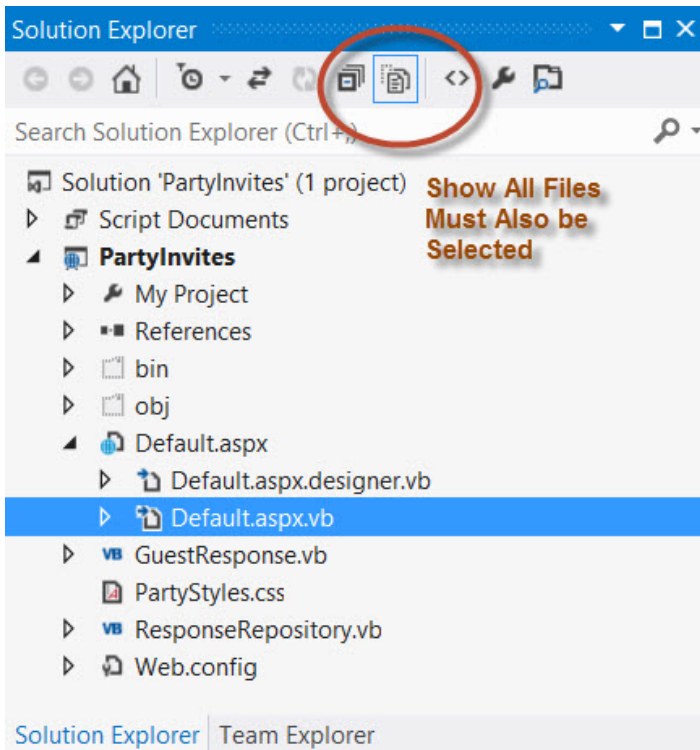 Solution Explorer
Search Solution Explorer (Ctrl+;)
Solution 'PartyInvites' (1 project)
Show All Files
Must Also be
Selected
Script Documents
PartyInvites
My Project
References
bin
obj
Default.aspx
Default.aspx.designer.vb
Default.aspx.vb
VB GuestResponse.vb
PartyStyles.css
VB ResponseRepository.vb
Web.config
Solution Explorer Team Explorer